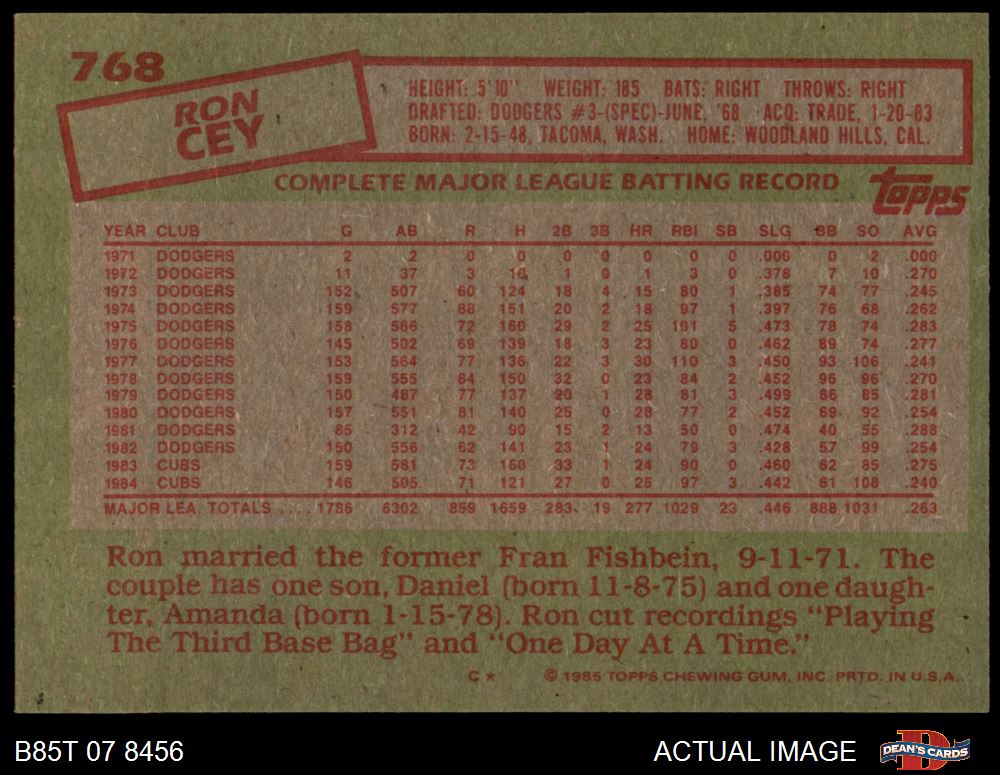 768
RON
CEY
HEIGHT: 5'10" WEIGHT: 185 BATS: RIGHT THROWS: RIGHT
DRAFTED: DODGERS #3-(SPEC)-JUNE, '68 ACQ: TRADE, 1-20-83
BORN: 2-15-48, TACOMA, WASH. HOME: WOODLAND HILLS, CAL.
COMPLETE MAJOR LEAGUE BATTING RECORD
topps
YEAR CLUB G AB R H 2B 3B HR RBI SB SLG BB SO AVG
1971 DODGERS 2 2 0 0 0 0 0 0 0 .000 0 2 .000
1972 DODGERS 11 37 3 10 1 0 1 3 0 .378 7 10 .270
1973 DODGERS 152 507 60 124 18 4 15 80 1 .385 74 77 .245
1974 DODGERS 159 577 88 151 20 2 18 97 1 .397 76 68 .262
1975 DODGERS 158 566 72 160 29 2 25 101 5 .473 78 74 .283
1976 DODGERS 145 502 69 139 18 3 23 80 0 .462 89 74 .277
1977 DODGERS 153 564 77 136 22 3 30 110 3 .450 93 106 .241
1978 DODGERS 159 555 84 150 32 0 23 84 2 .452 96 96 .270
1979 DODGERS 150 487 77 137 20 1 28 81 3 .499 86 85 .281
1980 DODGERS 157 551 81 140 25 0 28 77 2 .452 69 92 .254
1981 DODGERS 85 312 42 90 15 2 13 50 0 .474 40 55 .288
1982 DODGERS 150 556 62 141 23 1 24 79 3 .428 57 99 .254
1983 CUBS 159 581 73 160 33 1 24 90 0 .460 62 85 .275
1984 CUBS 146 505 71 121 27 0 25 97 3 .442 61 108 .240
MAJOR LEA. TOTALS .... 1786 6302 859 1659 283 19 277 1029 23 .446 888 1031 .263
Ron married the former Fran Fishbein, 9-11-71. The
couple has one son, Daniel (born 11-8-75) and one daugh-
ter, Amanda (born 1-15-78). Ron cut recordings "Playing
The Third Base Bag" and "One Day At A Time."
C * © 1985 TOPPS CHEWING GUM, INC. PRTD. IN U.S.A.
B85T 07 8456
ACTUAL IMAGE
D
DEAN'S CARDS